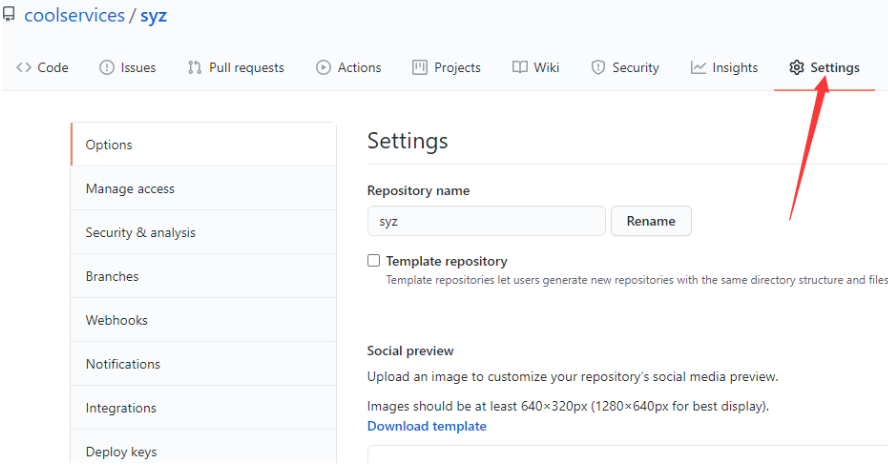 coolservices / syz
Code Issues Pull requests Actions Projects Wiki Security Insights Settings
Options
Manage access
Security & analysis
Branches
Webhooks
Notifications
Integrations
Deploy keys
Settings
Repository name
syz Rename
Template repository
Template repositories let users generate new repositories with the same directory structure and files
Social preview
Upload an image to customize your repository's social media preview.
Images should be at least 640×320px (1280×640px for best display).
Download template